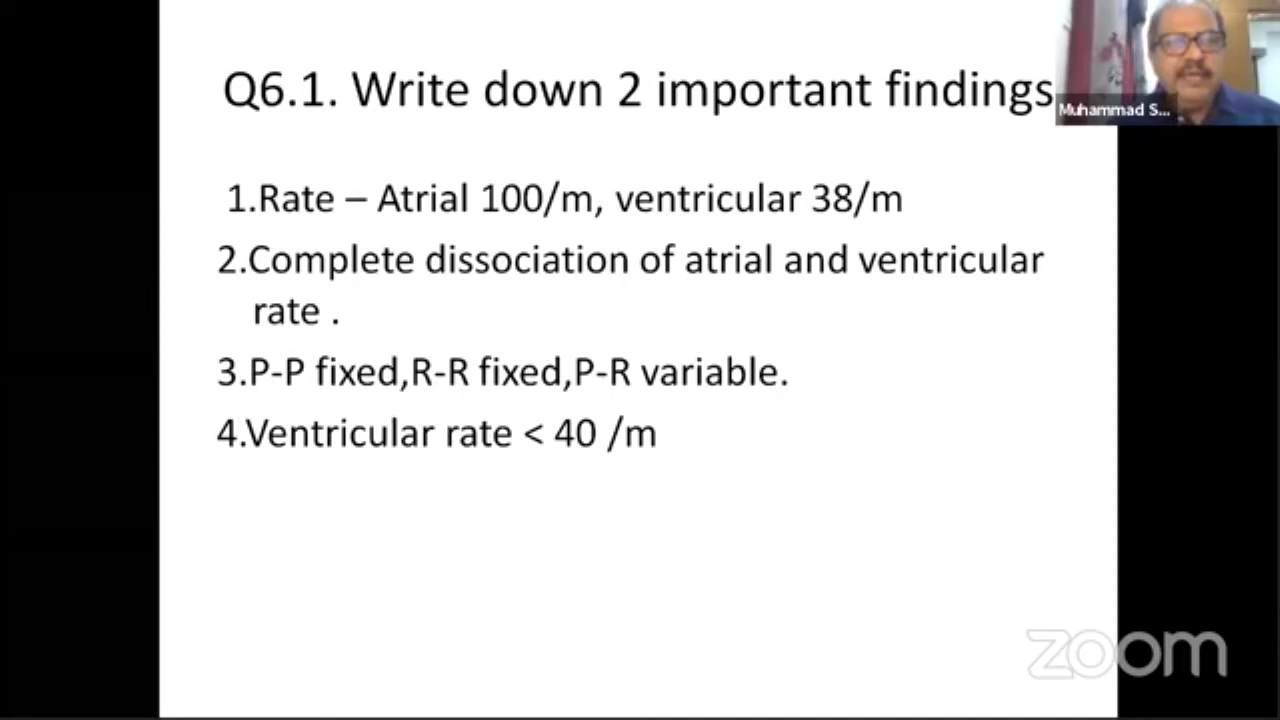 Q6.1. Write down 2 important findings
Muhammad S...
1.Rate – Atrial 100/m, ventricular 38/m
2.Complete dissociation of atrial and ventricular
rate .
3.P-P fixed,R-R fixed,P-R variable.
4.Ventricular rate < 40 /m
zoom